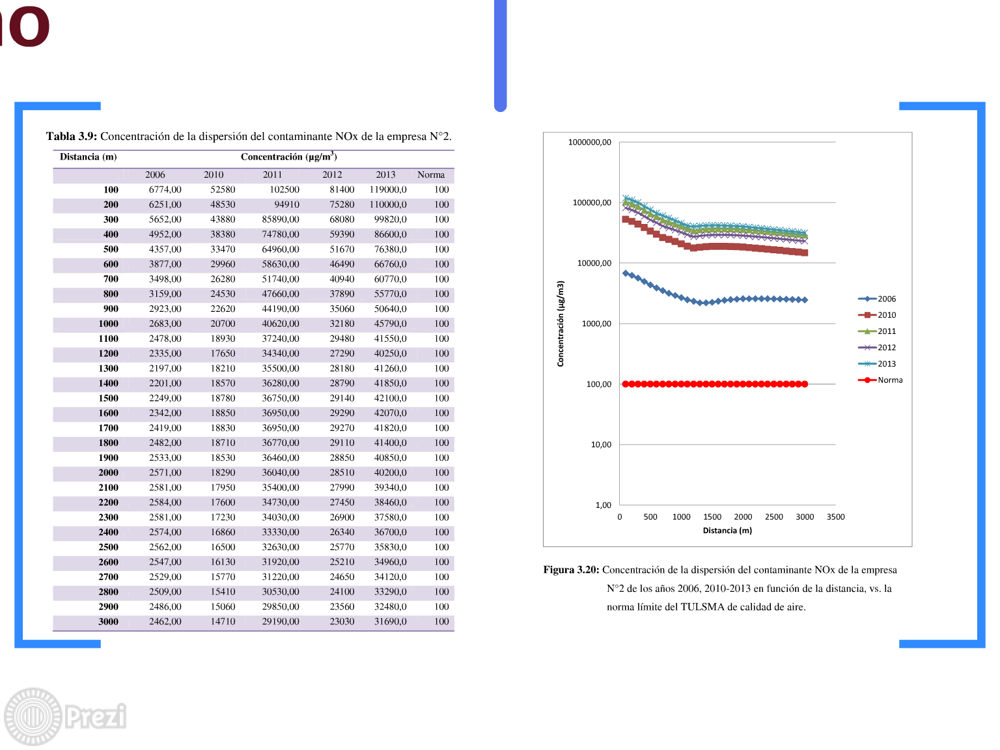 no
Tabla 3.9: Concentración de la dispersión del contaminante NOx de la empresa N°2.
Distancia (m) Concentración (µg/m³)
2006 2010 2011 2012 2013 Norma
100 6774,00 52580 102500 81400 119000,0 100
200 6251,00 48530 94910 75280 110000,0 100
300 5652,00 43880 85890,00 68080 99820,0 100
400 4952,00 38380 74780,00 59390 86600,0 100
500 4357,00 33470 64960,00 51670 76380,0 100
600 3877,00 29960 58630,00 46490 66760,0 100
700 3498,00 26280 51740,00 40940 60770,0 100
800 3159,00 24530 47660,00 37890 55770,0 100
900 2923,00 22620 44190,00 35060 50640,0 100
1000 2683,00 20700 40620,00 32180 45790,0 100
1100 2478,00 18930 37240,00 29480 41550,0 100
1200 2335,00 17650 34340,00 27290 40250,0 100
1300 2197,00 18210 35500,00 28180 41260,0 100
1400 2201,00 18570 36280,00 28790 41850,0 100
1500 2249,00 18780 36750,00 29140 42100,0 100
1600 2342,00 18850 36950,00 29290 42070,0 100
1700 2419,00 18830 36950,00 29270 41820,0 100
1800 2482,00 18710 36770,00 29110 41400,0 100
1900 2533,00 18530 36460,00 28850 40850,0 100
2000 2571,00 18290 36040,00 28510 40200,0 100
2100 2581,00 17950 35400,00 27990 39340,0 100
2200 2584,00 17600 34730,00 27450 38460,0 100
2300 2581,00 17230 34030,00 26900 37580,0 100
2400 2574,00 16860 33330,00 26340 36700,0 100
2500 2562,00 16500 32630,00 25770 35830,0 100
2600 2547,00 16130 31920,00 25210 34960,0 100
2700 2529,00 15770 31220,00 24650 34120,0 100
2800 2509,00 15410 30530,00 24100 33290,0 100
2900 2486,00 15060 29850,00 23560 32480,0 100
3000 2462,00 14710 29190,00 23030 31690,0 100
1000000,00
100000,00
10000,00
1000,00
100,00
10,00
1,00
Concentración (µg/m3)
0 500 1000 1500 2000 2500 3000 3500
Distancia (m)
2006
2010
2011
2012
2013
Norma
Figura 3.20: Concentración de la dispersión del contaminante NOx de la empresa
N°2 de los años 2006, 2010-2013 en función de la distancia, vs. la
norma límite del TULSMA de calidad de aire.
Prezi